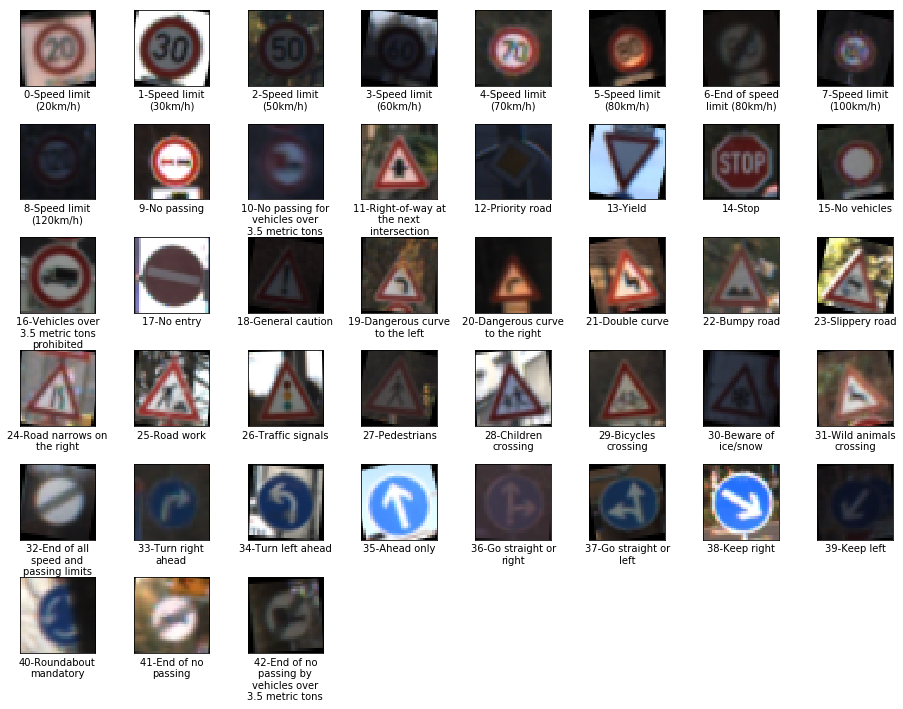 20
30
50
60
70
80
0-Speed limit
(20km/h)
1-Speed limit
(30km/h)
2-Speed limit
(50km/h)
3-Speed limit
(60km/h)
4-Speed limit
(70km/h)
5-Speed limit
(80km/h)
6-End of speed
limit (80km/h)
7-Speed limit
(100km/h)
STOP
8-Speed limit
(120km/h)
9-No passing
10-No passing for
vehicles over
3.5 metric tons
11-Right-of-way at
the next
intersection
12-Priority road
13-Yield
14-Stop
15-No vehicles
16-Vehicles over
3.5 metric tons
prohibited
17-No entry
18-General caution
19-Dangerous curve
to the left
20-Dangerous curve
to the right
21-Double curve
22-Bumpy road
23-Slippery road
24-Road narrows on
the right
25-Road work
26-Traffic signals
27-Pedestrians
28-Children
crossing
29-Bicycles
crossing
30-Beware of
ice/snow
31-Wild animals
crossing
32-End of all
speed and
passing limits
33-Turn right
ahead
34-Turn left ahead
35-Ahead only
36-Go straight or
right
37-Go straight or
left
38-Keep right
39-Keep left
40-Roundabout
mandatory
41-End of no
passing
42-End of no
passing by
vehicles over
3.5 metric tons